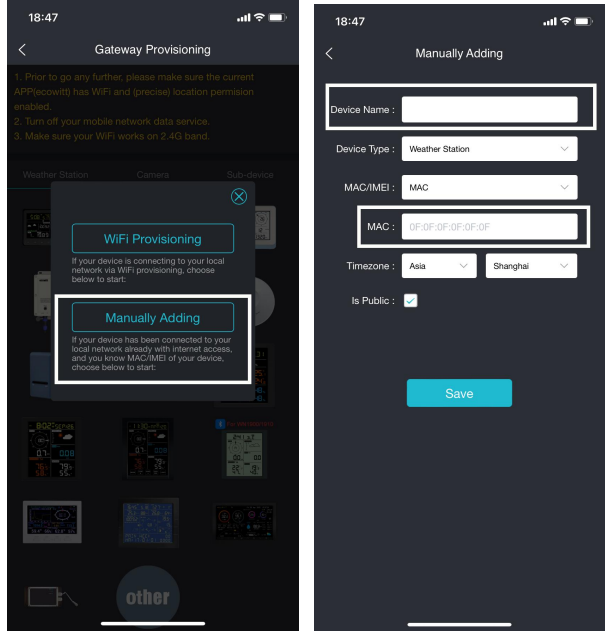 18:47
Gateway Provisioning
1. Prior to go any further, please make sure the current
APP(ecowitt) has WiFi and (precise) location permision
enabled.
2. Turn off your mobile network data service.
3. Make sure your WiFi works on 2.4G band.
Weather Station
Camera
Sub-device
WiFi Provisioning
If your device is connecting to your local
network via WiFi provisioning, choose
below to start:
Manually Adding
If your device has been connected to your
local network already with internet access,
and you know MAC/IMEI of your device,
choose below to start:
other
18:47
Manually Adding
Device Name :
Device Type : Weather Station
MAC/IMEI : MAC
MAC : 0F:0F:0F:0F:0F:0F
Timezone : Asia Shanghai
Is Public :
Save